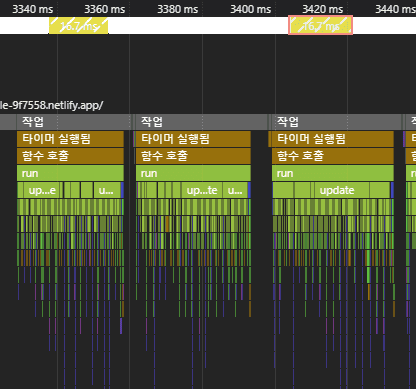 3340 ms 3360 ms 3380 ms 3400 ms 3420 ms 3440 ms
16.7 ms 16.7 ms
le-9f7558.netlify.app/
작업 작업 작업
타이머 실행됨 타이머 실행됨 타이머 실행됨
함수 호출 함수 호출 함수 호출
run run run
up...e u... up...te u... update